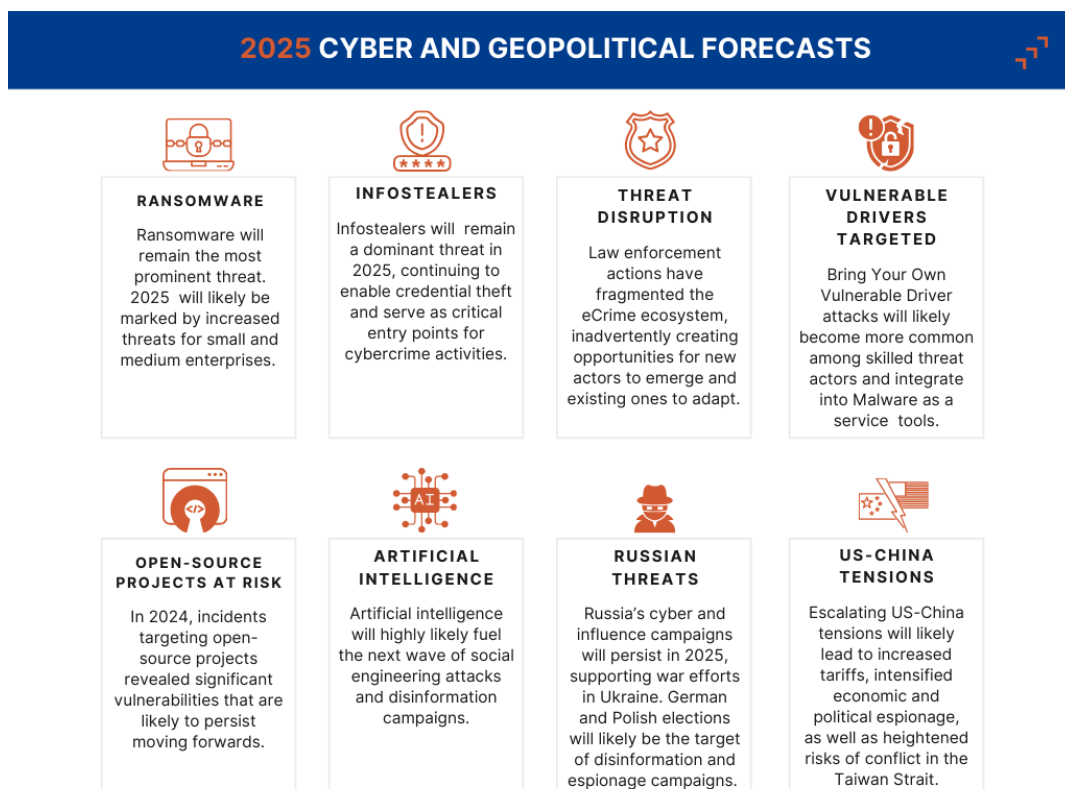 2025 CYBER AND GEOPOLITICAL FORECASTS
RANSOMWARE
Ransomware will
remain the most
prominent threat.
2025 will likely be
marked by increased
threats for small and
medium enterprises.
INFOSTEALERS
Infostealers will remain
a dominant threat in
2025, continuing to
enable credential theft
and serve as critical
entry points for
cybercrime activities.
THREAT
DISRUPTION
Law enforcement
actions have
fragmented the
eCrime ecosystem,
inadvertently creating
opportunities for new
actors to emerge and
existing ones to adapt.
VULNERABLE
DRIVERS
TARGETED
Bring Your Own
Vulnerable Driver
attacks will likely
become more common
among skilled threat
actors and integrate
into Malware as a
service tools.
OPEN-SOURCE
PROJECTS AT RISK
In 2024, incidents
targeting open-
source projects
revealed significant
vulnerabilities that are
likely to persist
moving forwards.
AI
ARTIFICIAL
INTELLIGENCE
Artificial intelligence
will highly likely fuel
the next wave of social
engineering attacks
and disinformation
campaigns.
RUSSIAN
THREATS
Russia's cyber and
influence campaigns
will persist in 2025,
supporting war efforts
in Ukraine. German
and Polish elections
will likely be the target
of disinformation and
espionage campaigns.
US-CHINA
TENSIONS
Escalating US-China
tensions will likely
lead to increased
tariffs, intensified
economic and
political espionage,
as well as heightened
risks of conflict in the
Taiwan Strait.